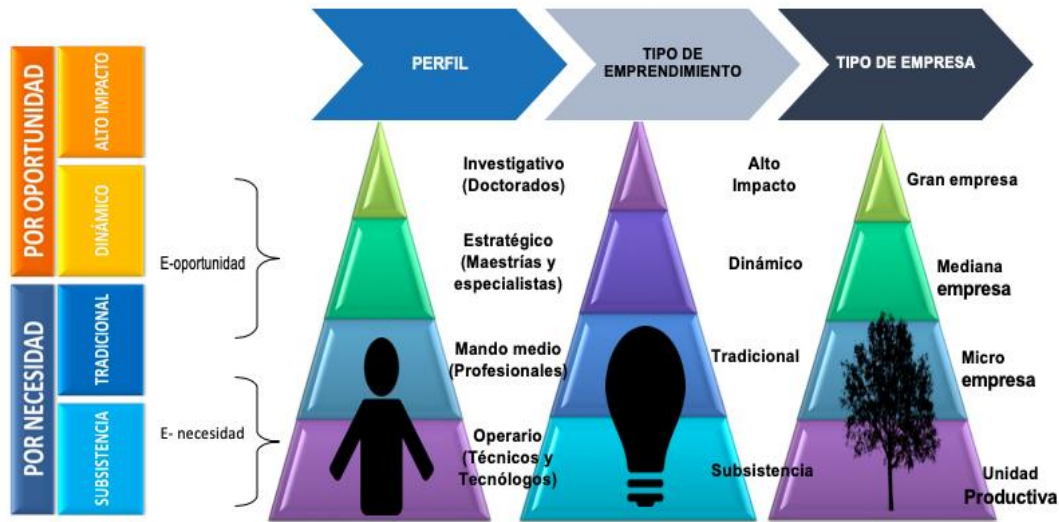 PERFIL
TIPO DE
EMPRENDIMIENTO
TIPO DE EMPRESA
POR OPORTUNIDAD
ALTO IMPACTO
DINÁMICO
POR NECESIDAD
TRADICIONAL
SUBSISTENCIA
E-oportunidad
E- necesidad
Investigativo
(Doctorados)
Estratégico
(Maestrías y
especialistas)
Mando medio
(Profesionales)
Operario
(Técnicos y
Tecnólogos)
Alto
Impacto
Dinámico
Tradicional
Subsistencia
Gran empresa
Mediana
empresa
Micro
empresa
Unidad
Productiva